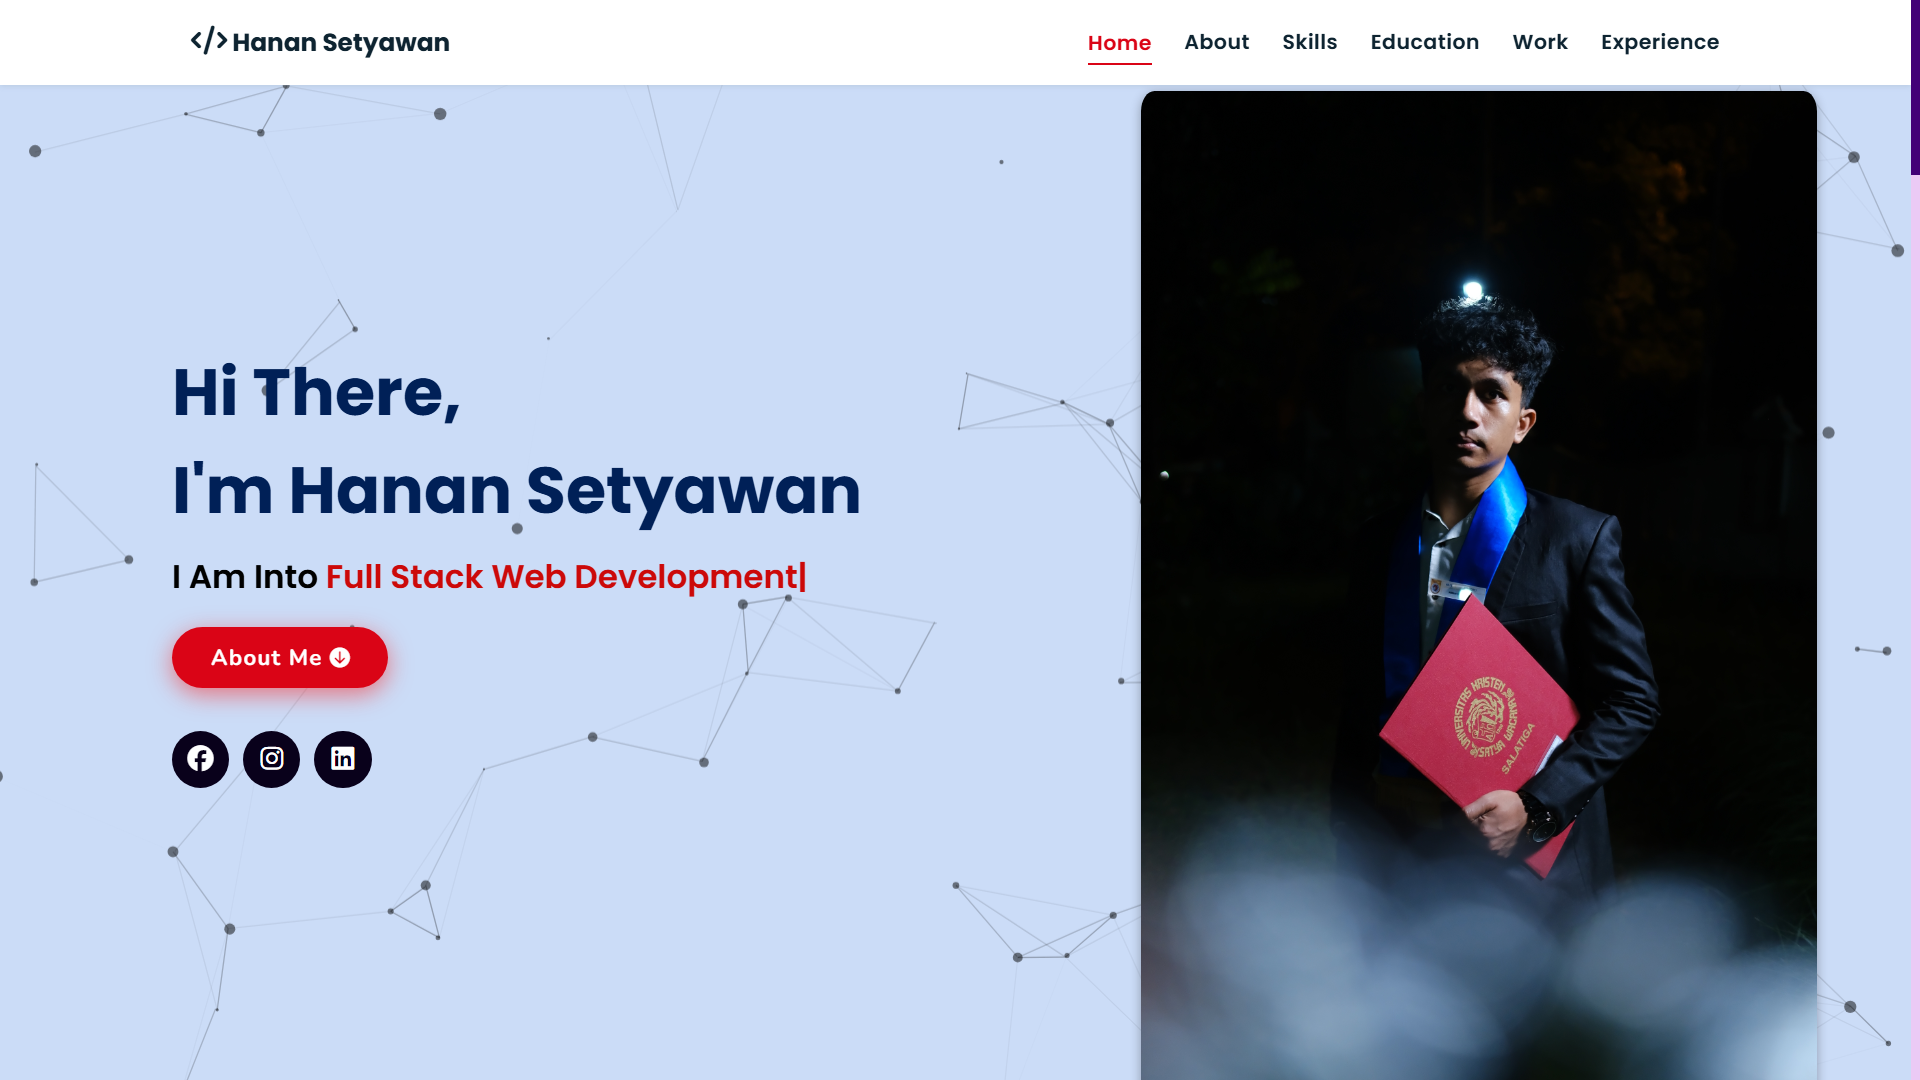 </> Hanan Setyawan
Home About Skills Education Work Experience
Hi There,
I'm Hanan Setyawan
I Am Into Full Stack Web Development|
About Me
UNIVERSITAS KRISTEN SATYA WACANA
SALATIGA